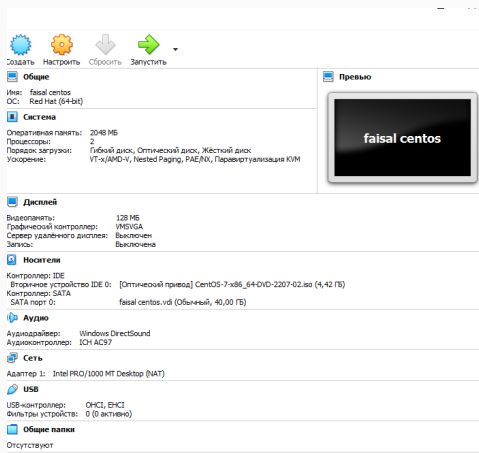 Создать Настроить Сбросить Запустить
Общие
Имя: faisal centos
ОС: Red Hat (64-bit)
Система
Оперативная память: 2048 МБ
Процессоры: 2
Порядок загрузки: Гибкий диск, Оптический диск, Жёсткий диск
Ускорение: VT-x/AMD-V, Nested Paging, PAE/NX, Паравиртуализация KVM
Превью
faisal centos
Дисплей
Видеопамять: 128 МБ
Графический контроллер: VMSVGA
Сервер удалённого дисплея: Выключен
Запись: Выключена
Носители
Контроллер: IDE
Вторичное устройство IDE 0: [Оптический привод] CentOS-7-x86_64-DVD-2207-02.iso (4,42 ГБ)
Контроллер: SATA
SATA порт 0: faisal centos.vdi (Обычный, 40,00 ГБ)
Аудио
Аудиодрайвер: Windows DirectSound
Аудиоконтроллер: ICH AC97
Сеть
Адаптер 1: Intel PRO/1000 MT Desktop (NAT)
USB
USB-контроллер: OHCI, EHCI
Фильтры устройств: 0 (0 активно)
Общие папки
Отсутствуют